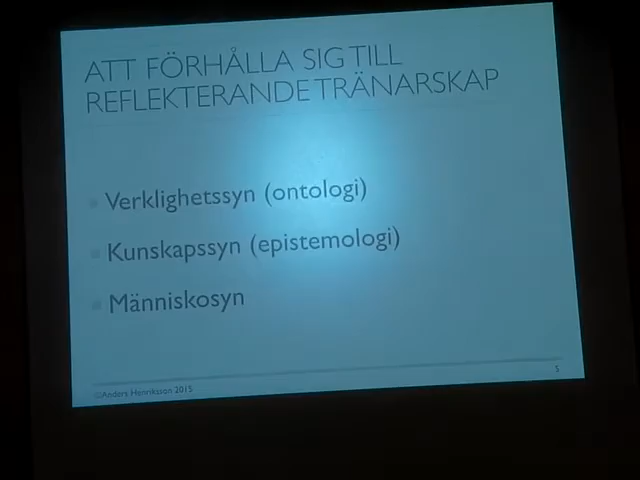 ATT FÖRHÅLLA SIG TILL
REFLEKTERANDE TRÄNARSKAP
Verklighetssyn (ontologi)
Kunskapssyn (epistemologi)
Människosyn
©Anders Henriksson 2015
5